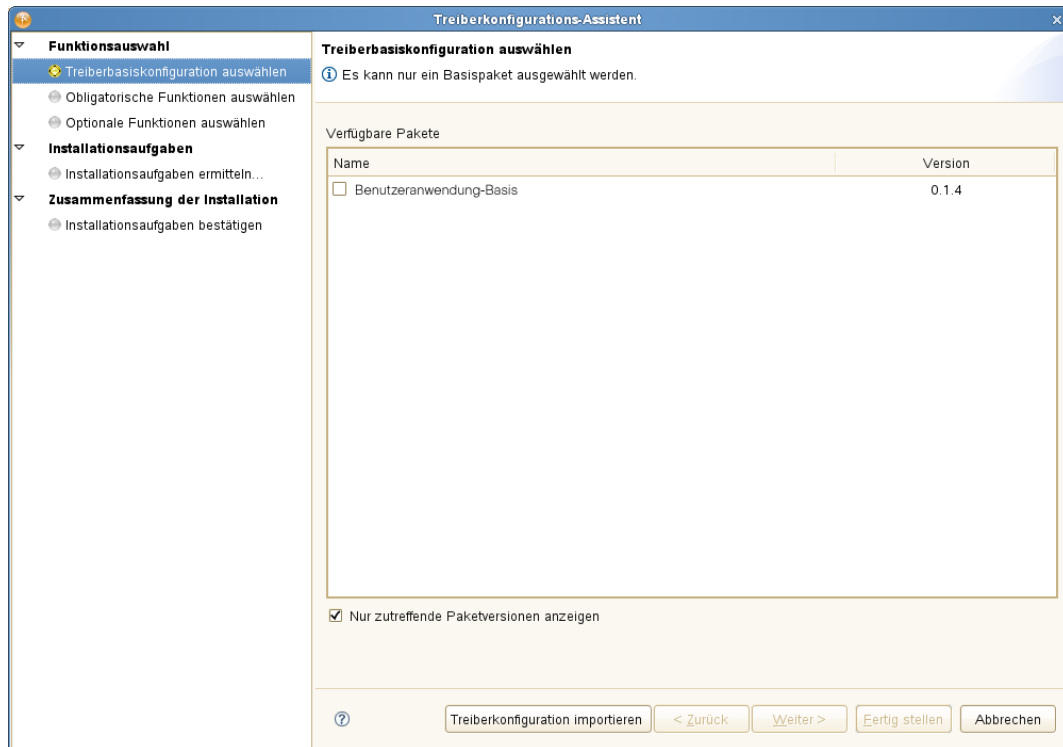 Treiberkonfigurations-Assistent
Funktionsauswahl
Treiberbasiskonfiguration auswählen
Obligatorische Funktionen auswählen
Optionale Funktionen auswählen
Installationsaufgaben
Installationsaufgaben ermitteln...
Zusammenfassung der Installation
Installationsaufgaben bestätigen
Treiberbasiskonfiguration auswählen
Es kann nur ein Basispaket ausgewählt werden.
Verfügbare Pakete
Name Version
Benutzeranwendung-Basis 0.1.4
Nur zutreffende Paketversionen anzeigen
Treiberkonfiguration importieren < Zurück Weiter > Fertig stellen Abbrechen